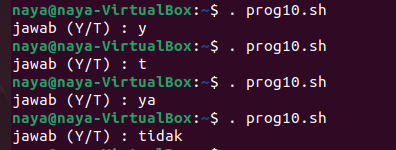 naya@naya-VirtualBox:~$ . prog10.sh
jawab (Y/T) : y
naya@naya-VirtualBox:~$ . prog10.sh
jawab (Y/T) : t
naya@naya-VirtualBox:~$ . prog10.sh
jawab (Y/T) : ya
naya@naya-VirtualBox:~$ . prog10.sh
jawab (Y/T) : tidak